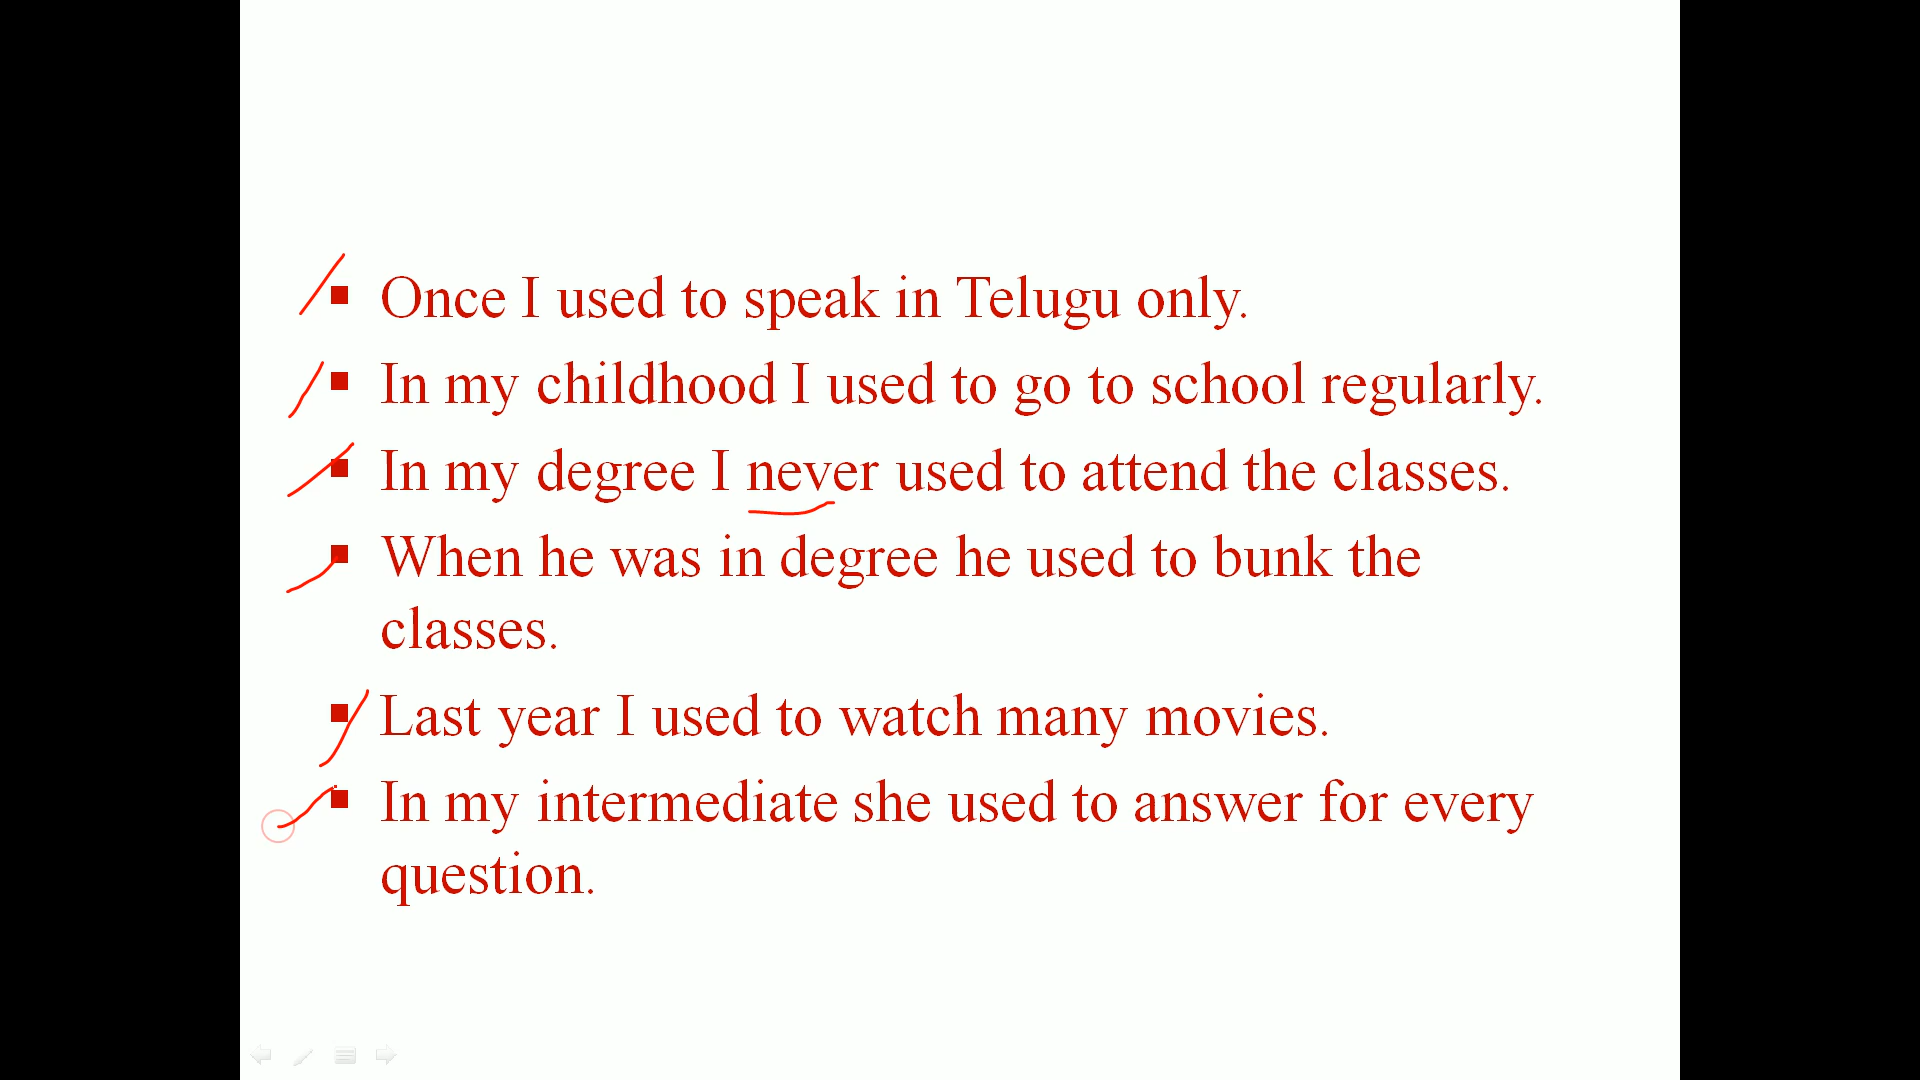 Once I used to speak in Telugu only.
In my childhood I used to go to school regularly.
In my degree I never used to attend the classes.
When he was in degree he used to bunk the
classes.
Last year I used to watch many movies.
In my intermediate she used to answer for every
question.